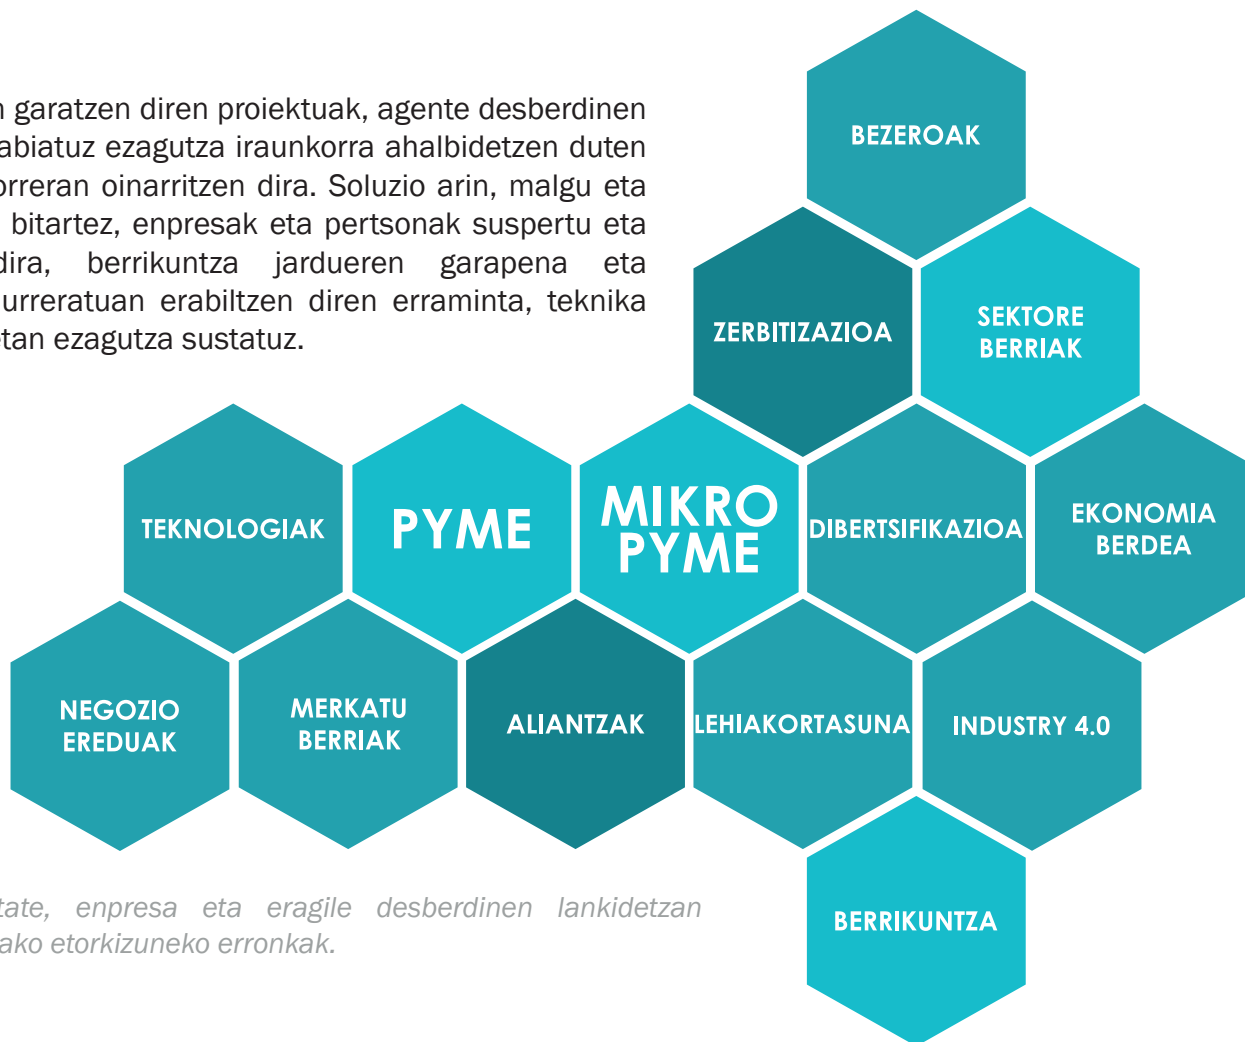 garatzen diren proiektuak, agente desberdinen
abiatuz ezagutza iraunkorra ahalbidetzen duten
orreran oinarritzen dira. Soluzio arin, malgu eta
bitartez, enpresak eta pertsonak suspertu eta
dira, berrikuntza jardueren garapena eta
urreratuan erabiltzen diren erraminta, teknika
etan ezagutza sustatuz.
BEZEROAK
ZERBITIZAZIOA
SEKTORE
BERRIAK
TEKNOLOGIAK
PYME
MIKRO
PYME
DIBERTSIFIKAZIOA
EKONOMIA
BERDEA
NEGOZIO
EREDUAK
MERKATU
BERRIAK
ALIANTZAK
LEHIAKORTASUNA
INDUSTRY 4.0
BERRIKUNTZA
tate, enpresa eta eragile desberdinen lankidetzan
ako etorkizuneko erronkak.